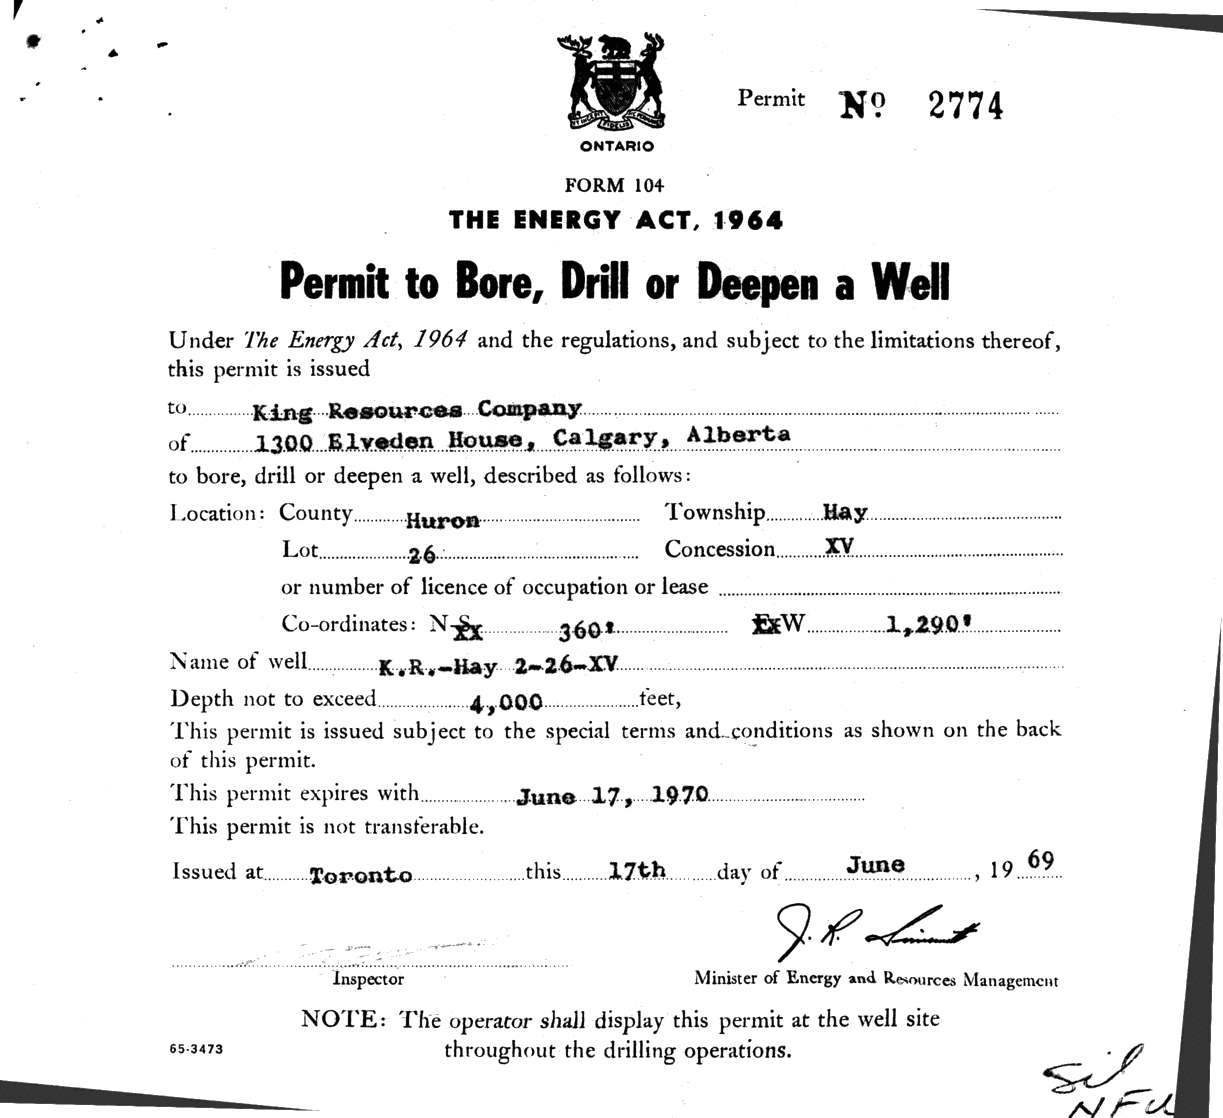 Permit No 2774
ONTARIO
FORM 104
THE ENERGY ACT, 1964
Permit to Bore, Drill or Deepen a Well
Under The Energy Act, 1964 and the regulations, and subject to the limitations thereof,
this permit is issued
to King Resources Company
of 1300 Elveden House, Calgary, Alberta
to bore, drill or deepen a well, described as follows:
Location: County Huron Township Hay
Lot 26 Concession XV
or number of licence of occupation or lease
Co-ordinates: N 360' W 1,290'
Name of well K.R.-Hay 2-26-XV
Depth not to exceed 4,000 feet,
This permit is issued subject to the special terms and conditions as shown on the back
of this permit.
This permit expires with June 17, 1970
This permit is not transferable.
Issued at Toronto this 17th day of June, 19 69
J. R.
Inspector Minister of Energy and Resources Management
NOTE: The operator shall display this permit at the well site
65-3473 throughout the drilling operations.
Sil